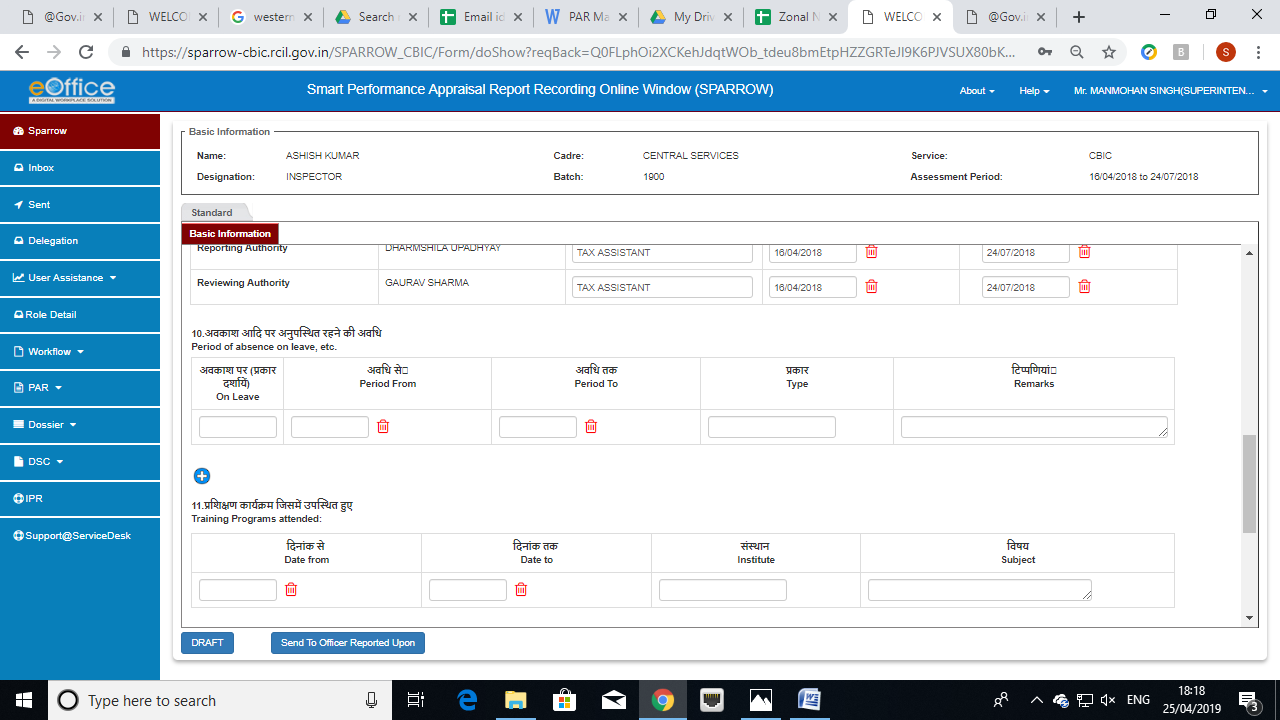 @Gov.i
WELCO
western
Search
Email id
PAR Ma
My Driv
Zonal N
WELCO
@Gov.i
https://sparrow-cbic.rcil.gov.in/SPARROW_CBIC/Form/doShow?reqBack=Q0FLphOi2XCKehJdqtWOb_tdeu8bmEtpHZZGRTeJI9K6PJVSUX80bK...
B
S
eOffice
A DIGITAL WORKPLACE SOLUTION
Smart Performance Appraisal Report Recording Online Window (SPARROW)
About
Help
Mr. MANMOHAN SINGH(SUPERINTEN...
Sparrow
Inbox
Sent
Delegation
User Assistance
Role Detail
Workflow
PAR
Dossier
DSC
IPR
Support@ServiceDesk
Basic Information
Name: ASHISH KUMAR Cadre: CENTRAL SERVICES Service: CBIC
Designation: INSPECTOR Batch: 1900 Assessment Period: 16/04/2018 to 24/07/2018
Standard
Basic Information
Reporting Authority DHARMSHILA UPADHYAY TAX ASSISTANT 16/04/2018 24/07/2018
Reviewing Authority GAURAV SHARMA TAX ASSISTANT 16/04/2018 24/07/2018
10.अवकाश आदि पर अनुपस्थित रहने की अवधि
Period of absence on leave, etc.
अवकाश पर (प्रकार दर्शायें) On Leave
अवधि से Period From
अवधि तक Period To
प्रकार Type
टिप्पणियां Remarks
11.प्रशिक्षण कार्यक्रम जिसमें उपस्थित हुए
Training Programs attended:
दिनांक से दिनांक तक संस्थान विषय
Date from Date to Institute Subject
DRAFT Send To Officer Reported Upon
Type here to search
ENG
18:18
25/04/2019
3